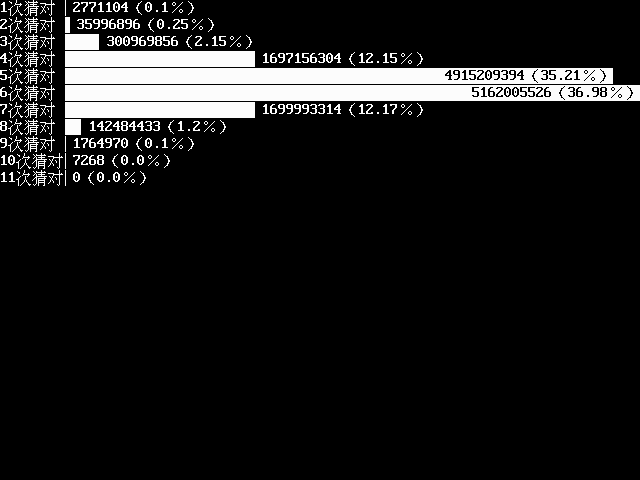 1次猜对 2771104 (0.1%)
2次猜对 35996896 (0.25%)
3次猜对 300969856 (2.15%)
4次猜对 1697156304 (12.15%)
5次猜对 4915209394 (35.21%)
6次猜对 5162005526 (36.98%)
7次猜对 1699993314 (12.17%)
8次猜对 142484433 (1.2%)
9次猜对 1764970 (0.1%)
10次猜对 7268 (0.0%)
11次猜对 0 (0.0%)